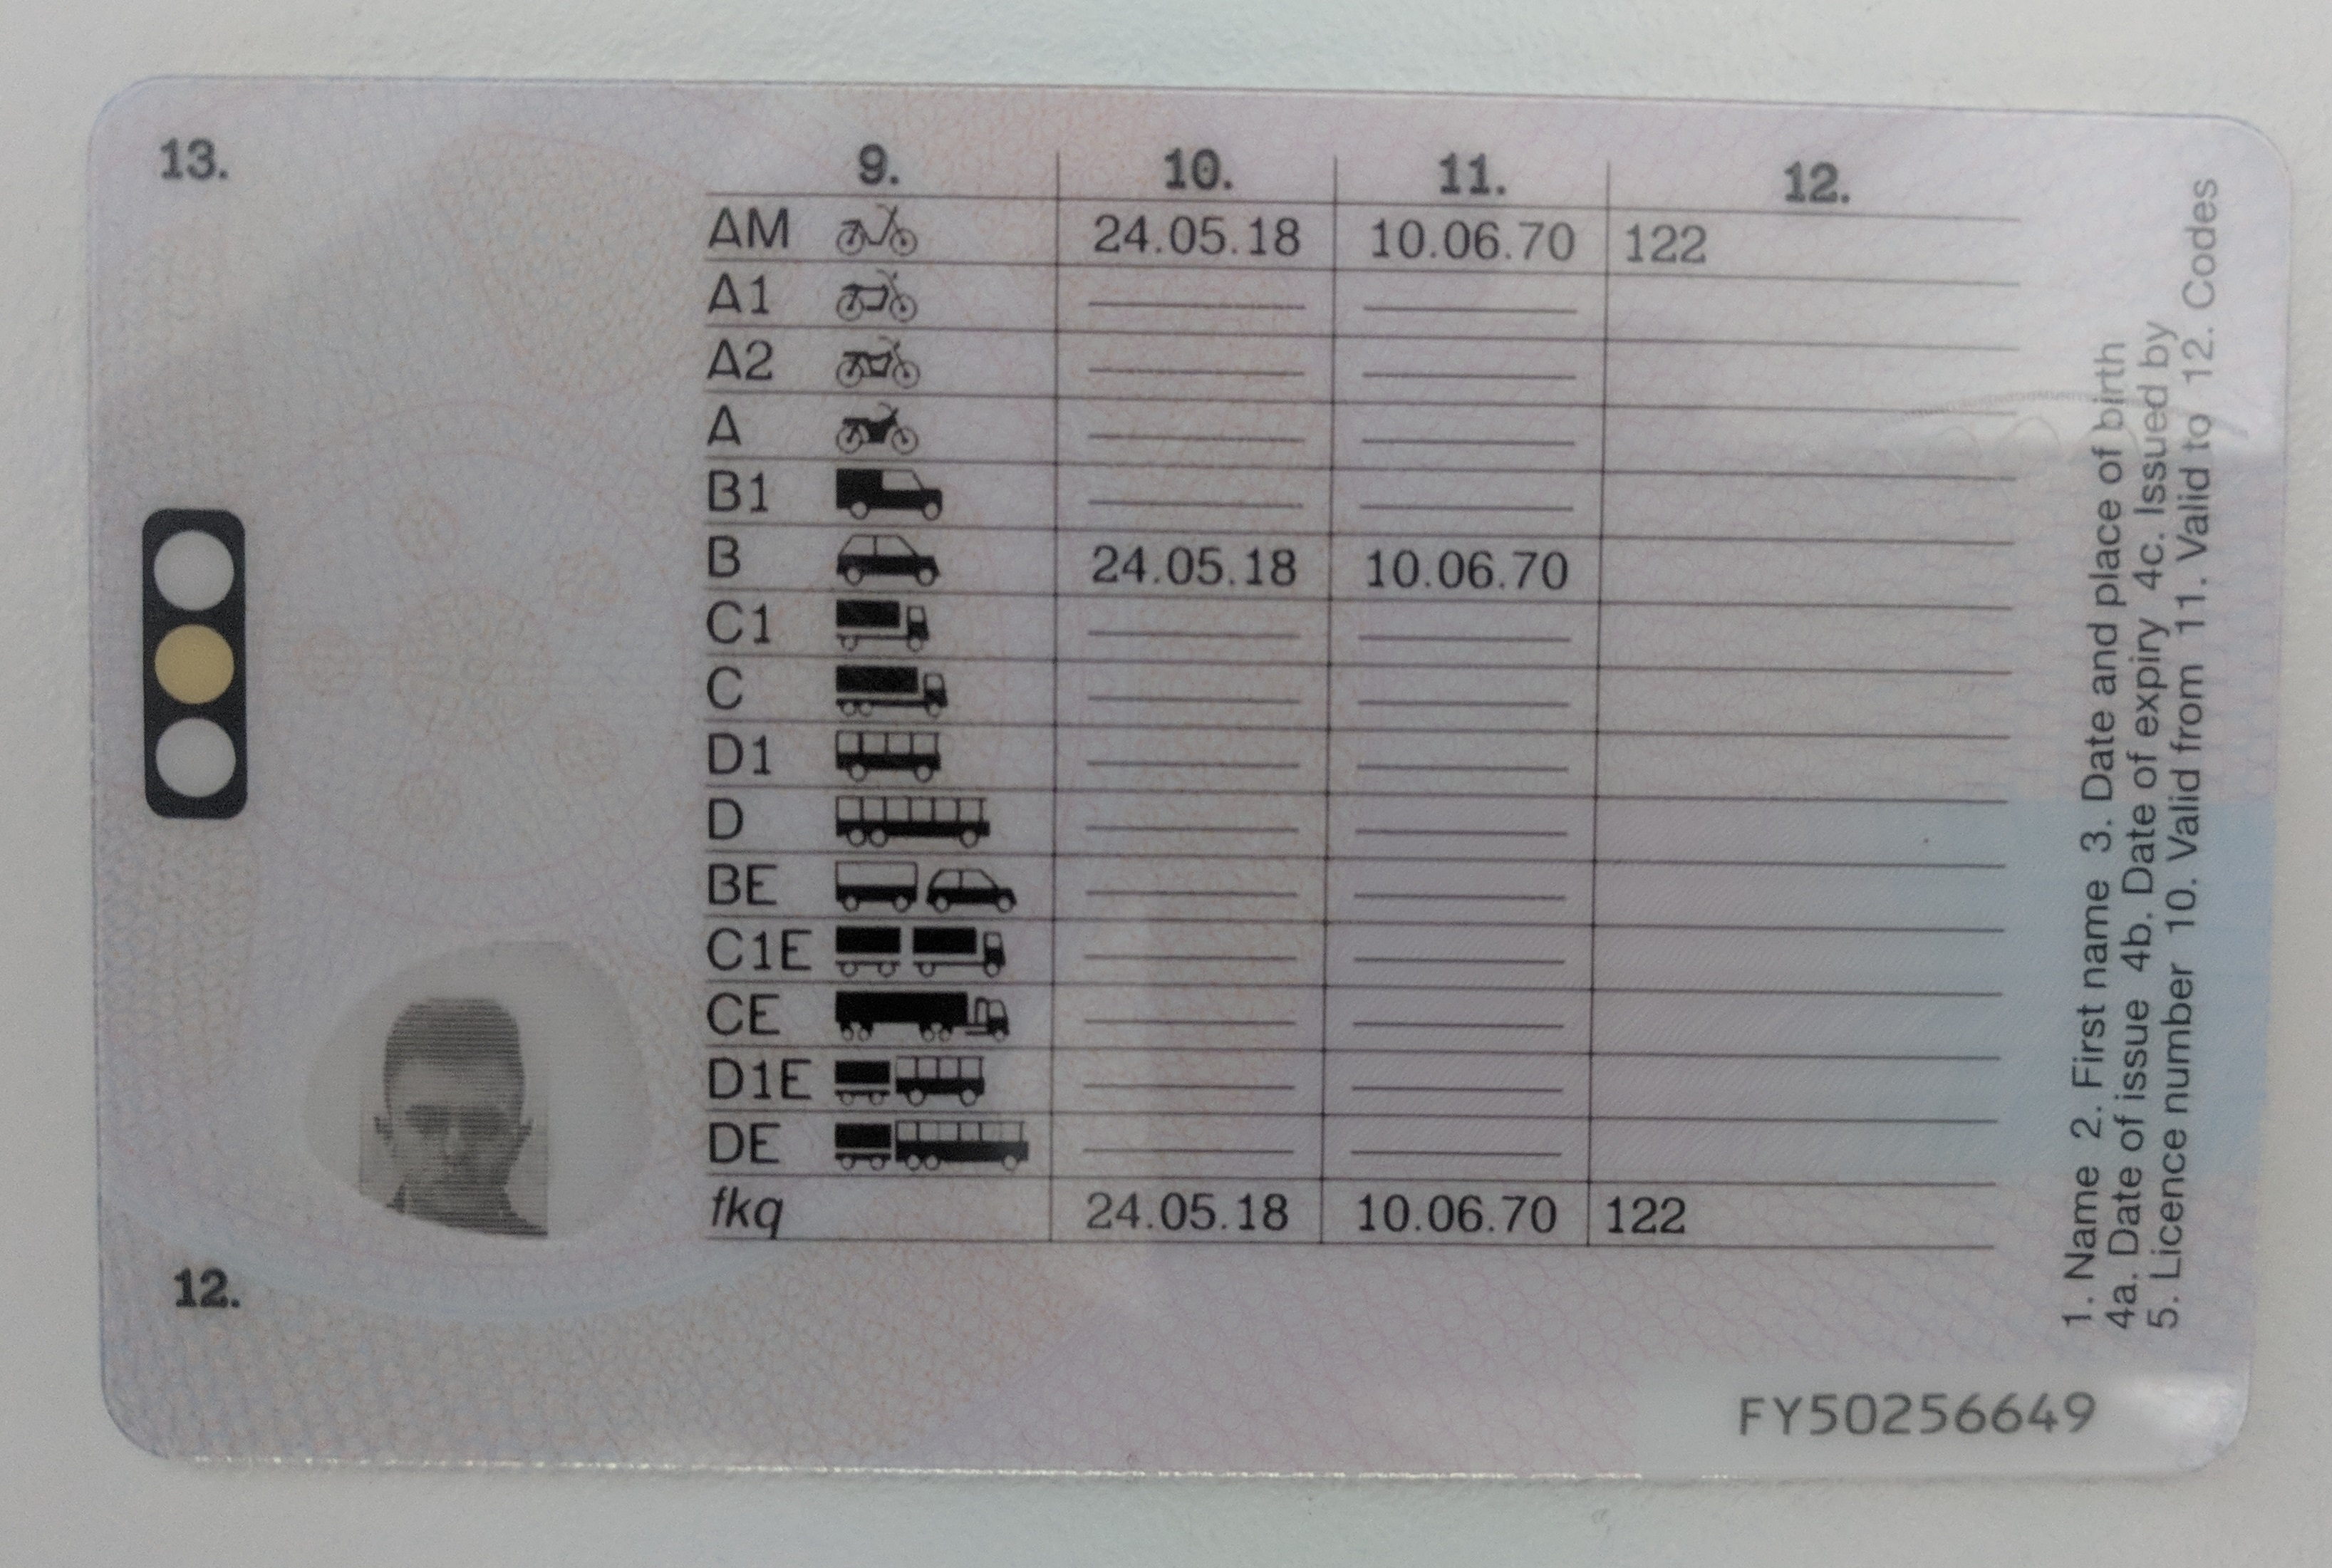 13.
9. 10. 11. 12.
AM 24.05.18 10.06.70 122
A1
A2
A
B1
B 24.05.18 10.06.70
C1
C
D1
D
BE
C1E
CE
D1E
DE
fkq 24.05.18 10.06.70 122
12.
1. Name 2. First name 3. Date and place of birth
4a. Date of issue 4b. Date of expiry 4c. Issued by
5. Licence number 10. Valid from 11. Valid to 12. Codes
FY50256649